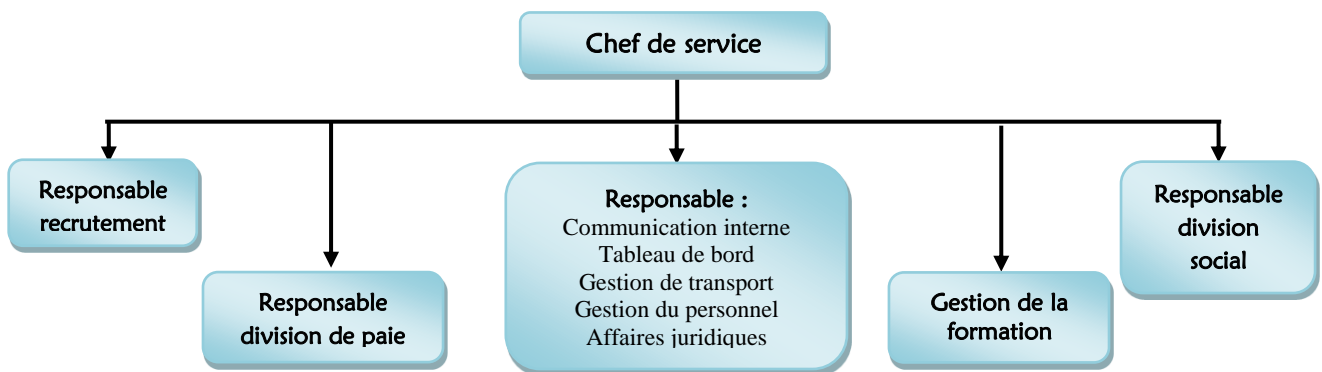 Chef de service
Responsable
recrutement
Responsable
division de paie
Responsable :
Communication interne
Tableau de bord
Gestion de transport
Gestion du personnel
Affaires juridiques
Gestion de la
formation
Responsable
division
social